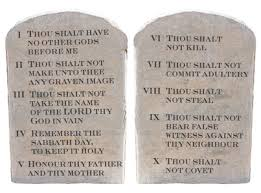 I THOU SHALT HAVE
NO OTHER GODS
BEFORE ME
II THOU SHALT NOT
MAKE UNTO THEE
ANY GRAVEN IMAGE
III THOU SHALT NOT
TAKE THE NAME
OF THE LORD THY
GOD IN VAIN
IV REMEMBER THE
SABBATH DAY,
TO KEEP IT HOLY
V HONOUR THY FATHER
AND THY MOTHER
VI THOU SHALT
NOT KILL
VII THOU SHALT NOT
COMMIT ADULTERY
VIII THOU SHALT
NOT STEAL
IX THOU SHALT NOT
BEAR FALSE
WITNESS AGAINST
THY NEIGHBOUR
X THOU SHALT
NOT COVET